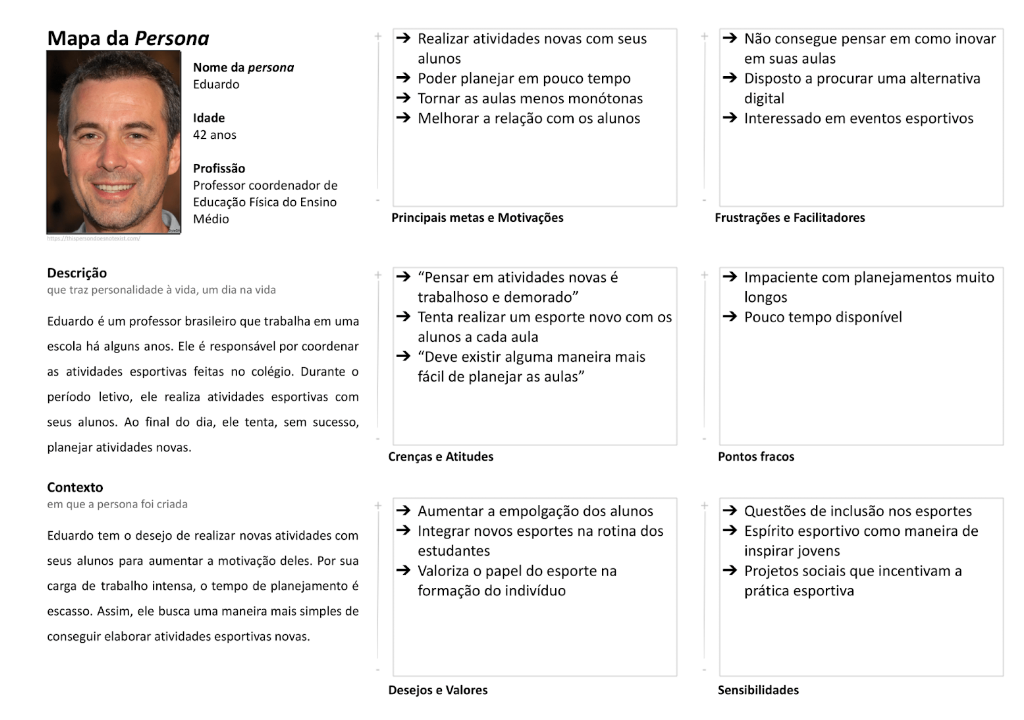 Mapa da Persona
Nome da persona
Eduardo
Idade
42 anos
Profissão
Professor coordenador de
Educação Física do Ensino
Médio
Descrição
que traz personalidade à vida, um dia na vida
Eduardo é um professor brasileiro que trabalha em uma
escola há alguns anos. Ele é responsável por coordenar
as atividades esportivas feitas no colégio. Durante o
período letivo, ele realiza atividades esportivas com
seus alunos. Ao final do dia, ele tenta, sem sucesso,
planejar atividades novas.
Contexto
em que a persona foi criada
Eduardo tem o desejo de realizar novas atividades com
seus alunos para aumentar a motivação deles. Por sua
carga de trabalho intensa, o tempo de planejamento é
escasso. Assim, ele busca uma maneira mais simples de
conseguir elaborar atividades esportivas novas.
+
➔ Realizar atividades novas com seus
alunos
➔ Poder planejar em pouco tempo
➔ Tornar as aulas menos monótonas
➔ Melhorar a relação com os alunos
-
Principais metas e Motivações
+
➔ Não consegue pensar em como inovar
em suas aulas
➔ Disposto a procurar uma alternativa
digital
➔ Interessado em eventos esportivos
-
Frustrações e Facilitadores
+
➔ “Pensar em atividades novas é
trabalhoso e demorado”
➔ Tenta realizar um esporte novo com os
alunos a cada aula
➔ “Deve existir alguma maneira mais
fácil de planejar as aulas”
-
Crenças e Atitudes
+
➔ Impaciente com planejamentos muito
longos
➔ Pouco tempo disponível
-
Pontos fracos
+
➔ Aumentar a empolgação dos alunos
➔ Integrar novos esportes na rotina dos
estudantes
➔ Valoriza o papel do esporte na
formação do indivíduo
-
Desejos e Valores
+
➔ Questões de inclusão nos esportes
➔ Espírito esportivo como maneira de
inspirar jovens
➔ Projetos sociais que incentivam a
prática esportiva
-
Sensibilidades